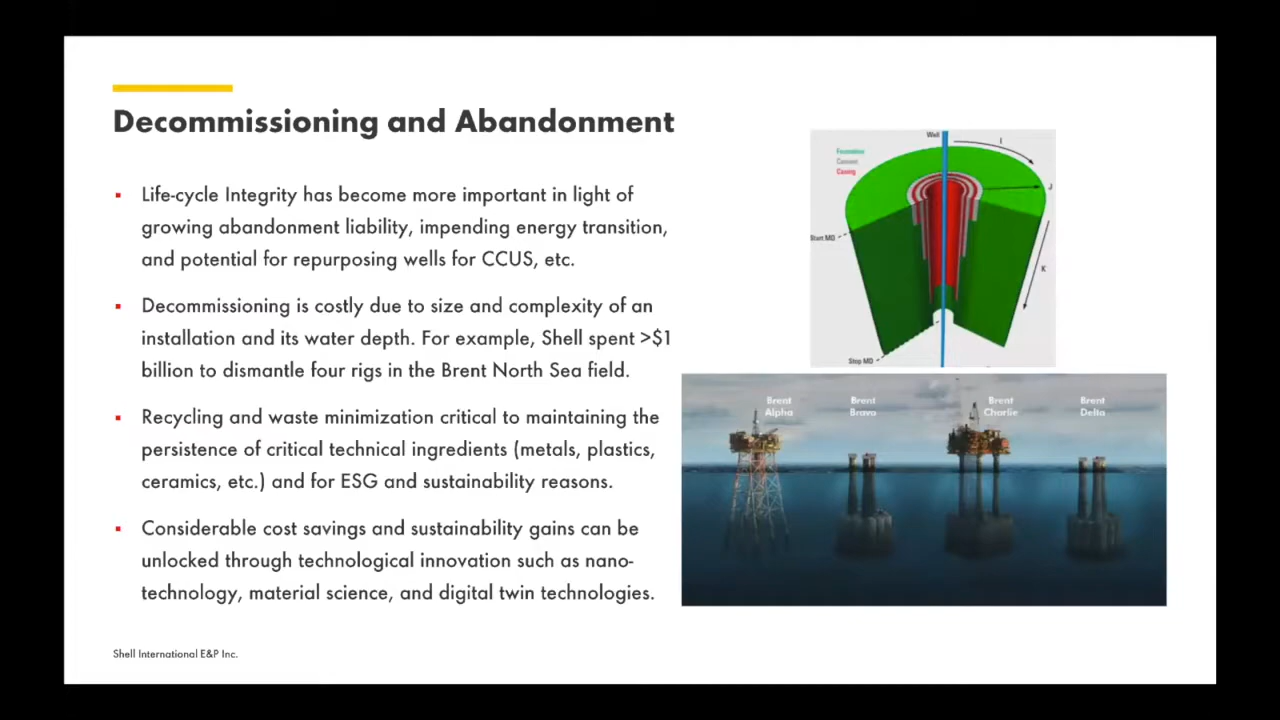 Decommissioning and Abandonment
▪ Life-cycle Integrity has become more important in light of
growing abandonment liability, impending energy transition,
and potential for repurposing wells for CCUS, etc.
▪ Decommissioning is costly due to size and complexity of an
installation and its water depth. For example, Shell spent >$1
billion to dismantle four rigs in the Brent North Sea field.
▪ Recycling and waste minimization critical to maintaining the
persistence of critical technical ingredients (metals, plastics,
ceramics, etc.) and for ESG and sustainability reasons.
▪ Considerable cost savings and sustainability gains can be
unlocked through technological innovation such as nano-
technology, material science, and digital twin technologies.
Well
I
Formation
Cement
Casing
J
Start MD
K
Stop MD
Brent
Alpha
Brent
Bravo
Brent
Charlie
Brent
Delta
Shell International E&P Inc.